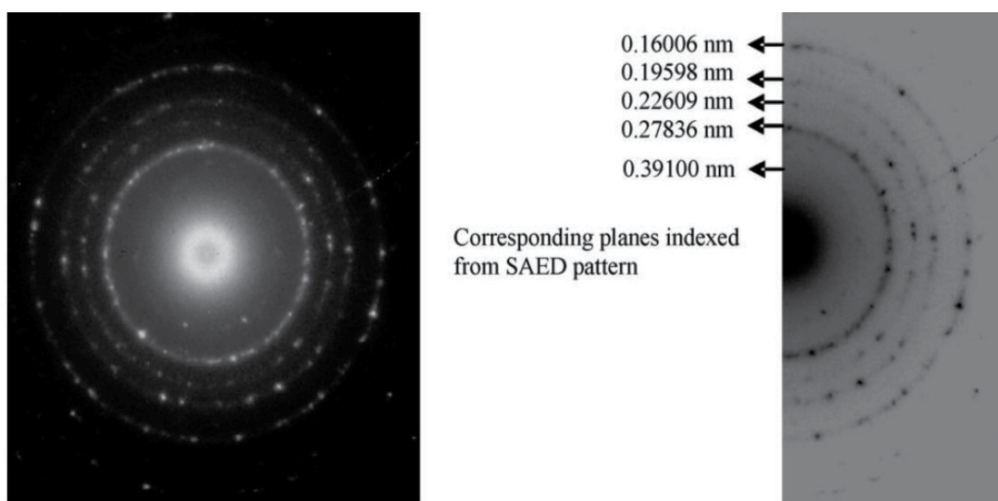 0.16006 nm
0.19598 nm
0.22609 nm
0.27836 nm
0.39100 nm
Corresponding planes indexed
from SAED pattern